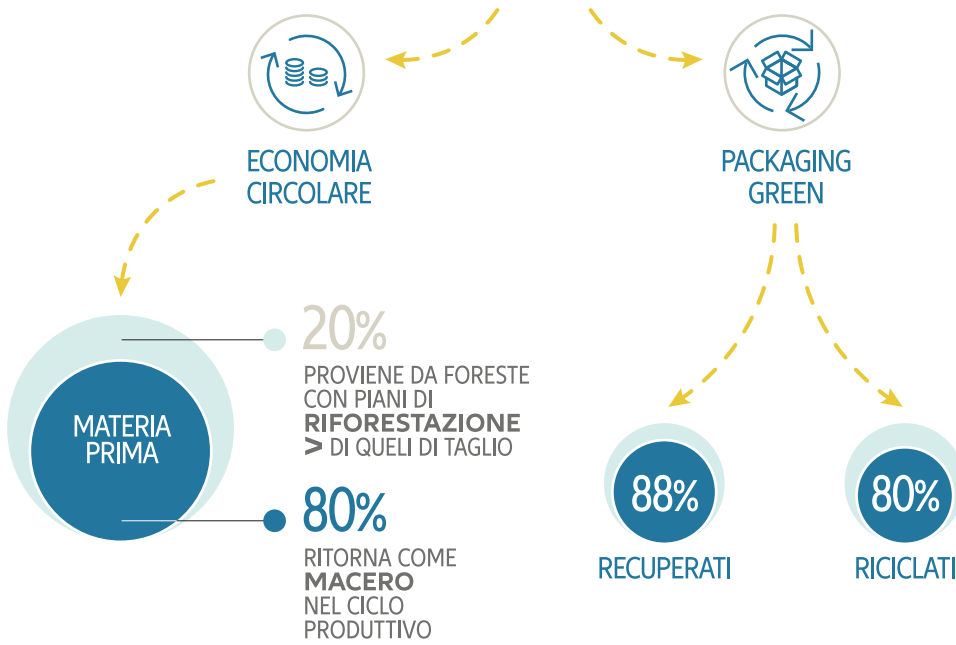 ECONOMIA
CIRCOLARE
PACKAGING
GREEN
MATERIA
PRIMA
20%
PROVIENE DA FORESTE
CON PIANI DI
RIFORESTAZIONE
> DI QUELI DI TAGLIO
80%
RITORNA COME
MACERO
NEL CICLO
PRODUTTIVO
88%
RECUPERATI
80%
RICICLATI